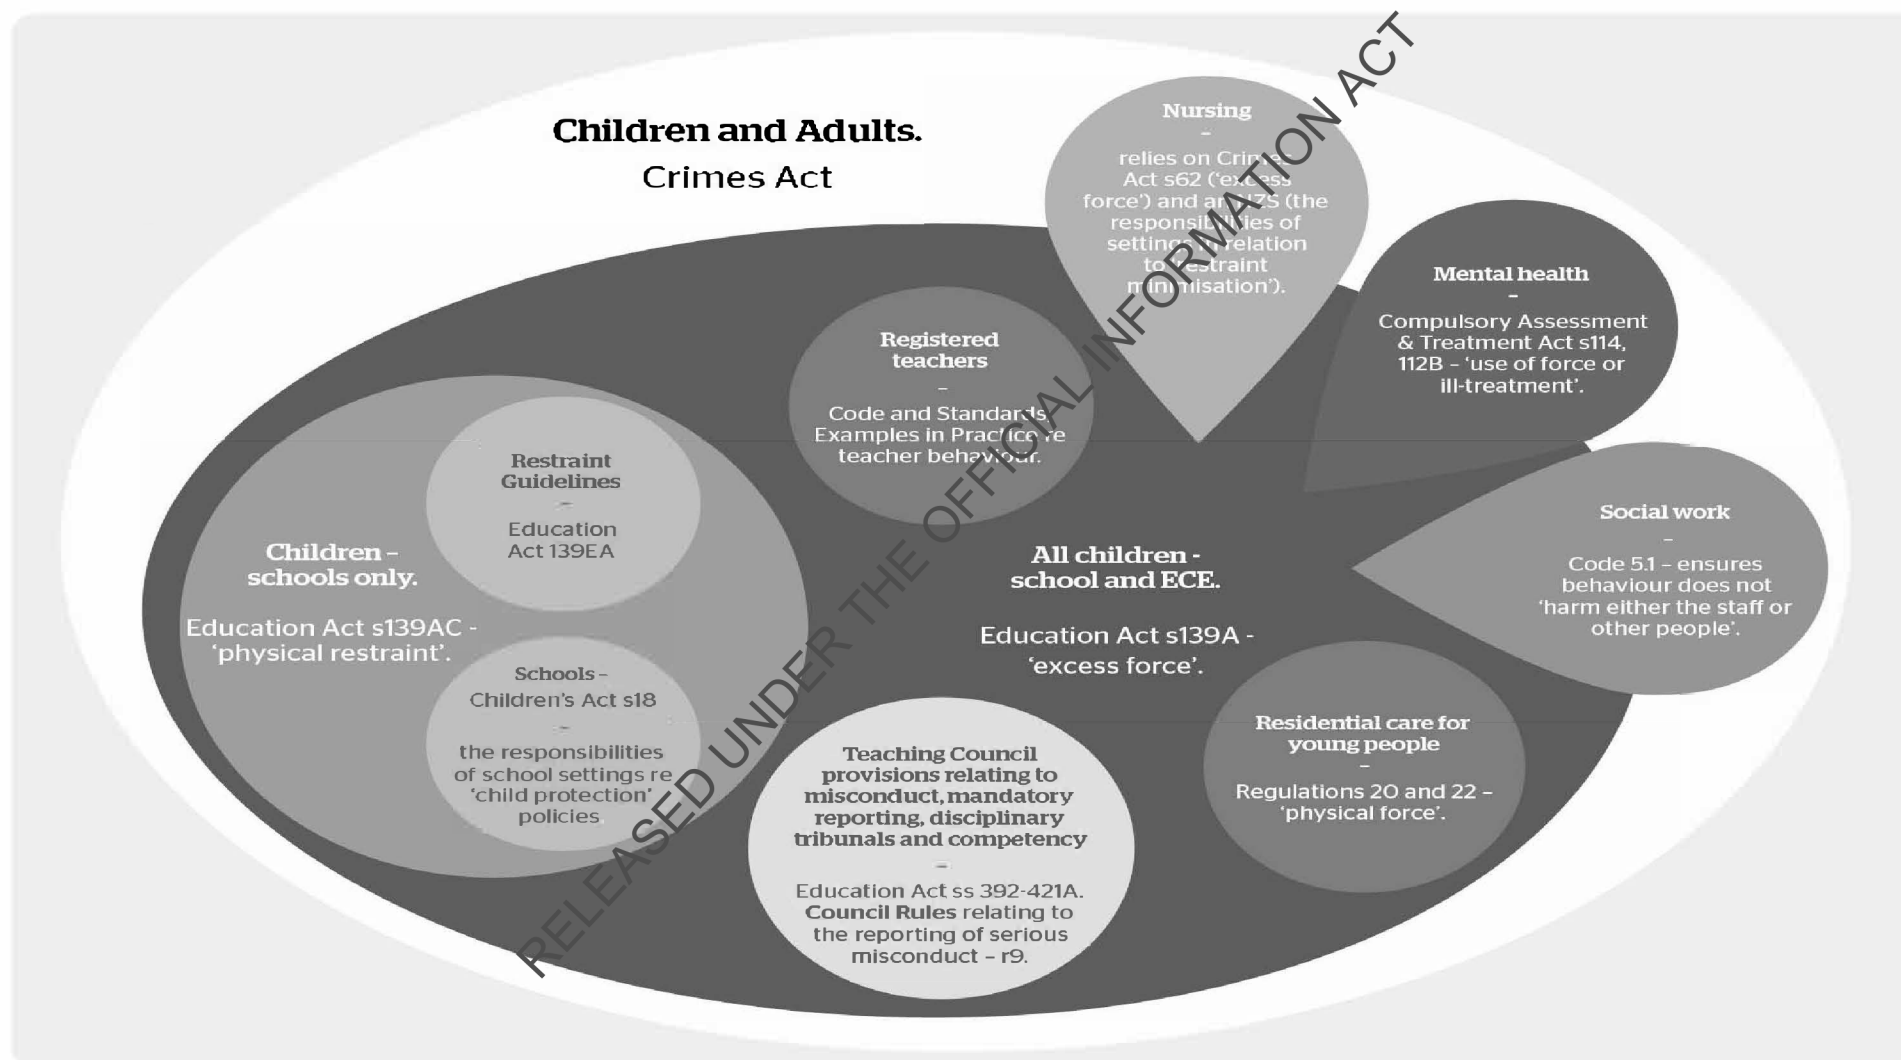 Children and Adults.
Crimes Act
Nursing
–
relies on Crimes
Act s62 (‘excess
force’) and an NZS (the
responsibilities of
settings in relation
to ‘restraint
minimisation’).
Mental health
–
Compulsory Assessment
& Treatment Act s114,
112B – ‘use of force or
ill-treatment’.
Registered
teachers
–
Code and Standards,
Examples in Practice re
teacher behaviour.
Restraint
Guidelines
–
Education
Act 139EA
Children –
schools only.
Education Act s139AC -
‘physical restraint’.
Schools –
Children’s Act s18
–
the responsibilities
of school settings re
‘child protection’
policies.
All children -
school and ECE.
Education Act s139A -
‘excess force’.
Social work
–
Code 5.1 – ensures
behaviour does not
‘harm either the staff or
other people’.
Residential care for
young people
–
Regulations 20 and 22 –
‘physical force’.
Teaching Council
provisions relating to
misconduct, mandatory
reporting, disciplinary
tribunals and competency
–
Education Act ss 392-421A.
Council Rules relating to
the reporting of serious
misconduct – r9.
RELEASED UNDER THE OFFICIAL INFORMATION ACT